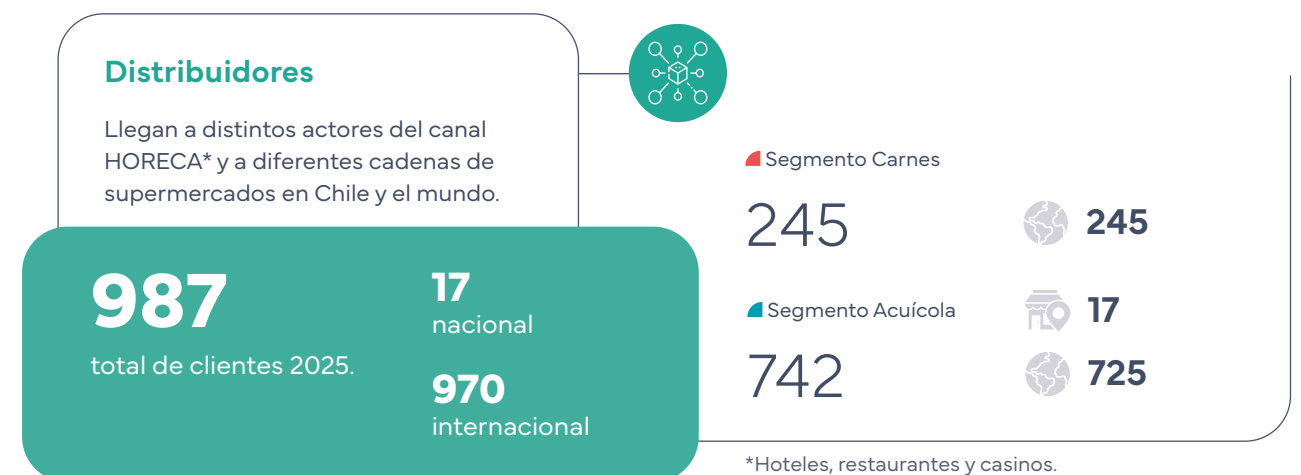 Distribuidores
Llegan a distintos actores del canal
HORECA* y a diferentes cadenas de
supermercados en Chile y el mundo.
987
total de clientes 2025.
17
nacional
970
internacional
Segmento Carnes
245
245
Segmento Acuícola
742
17
725
*Hoteles, restaurantes y casinos.